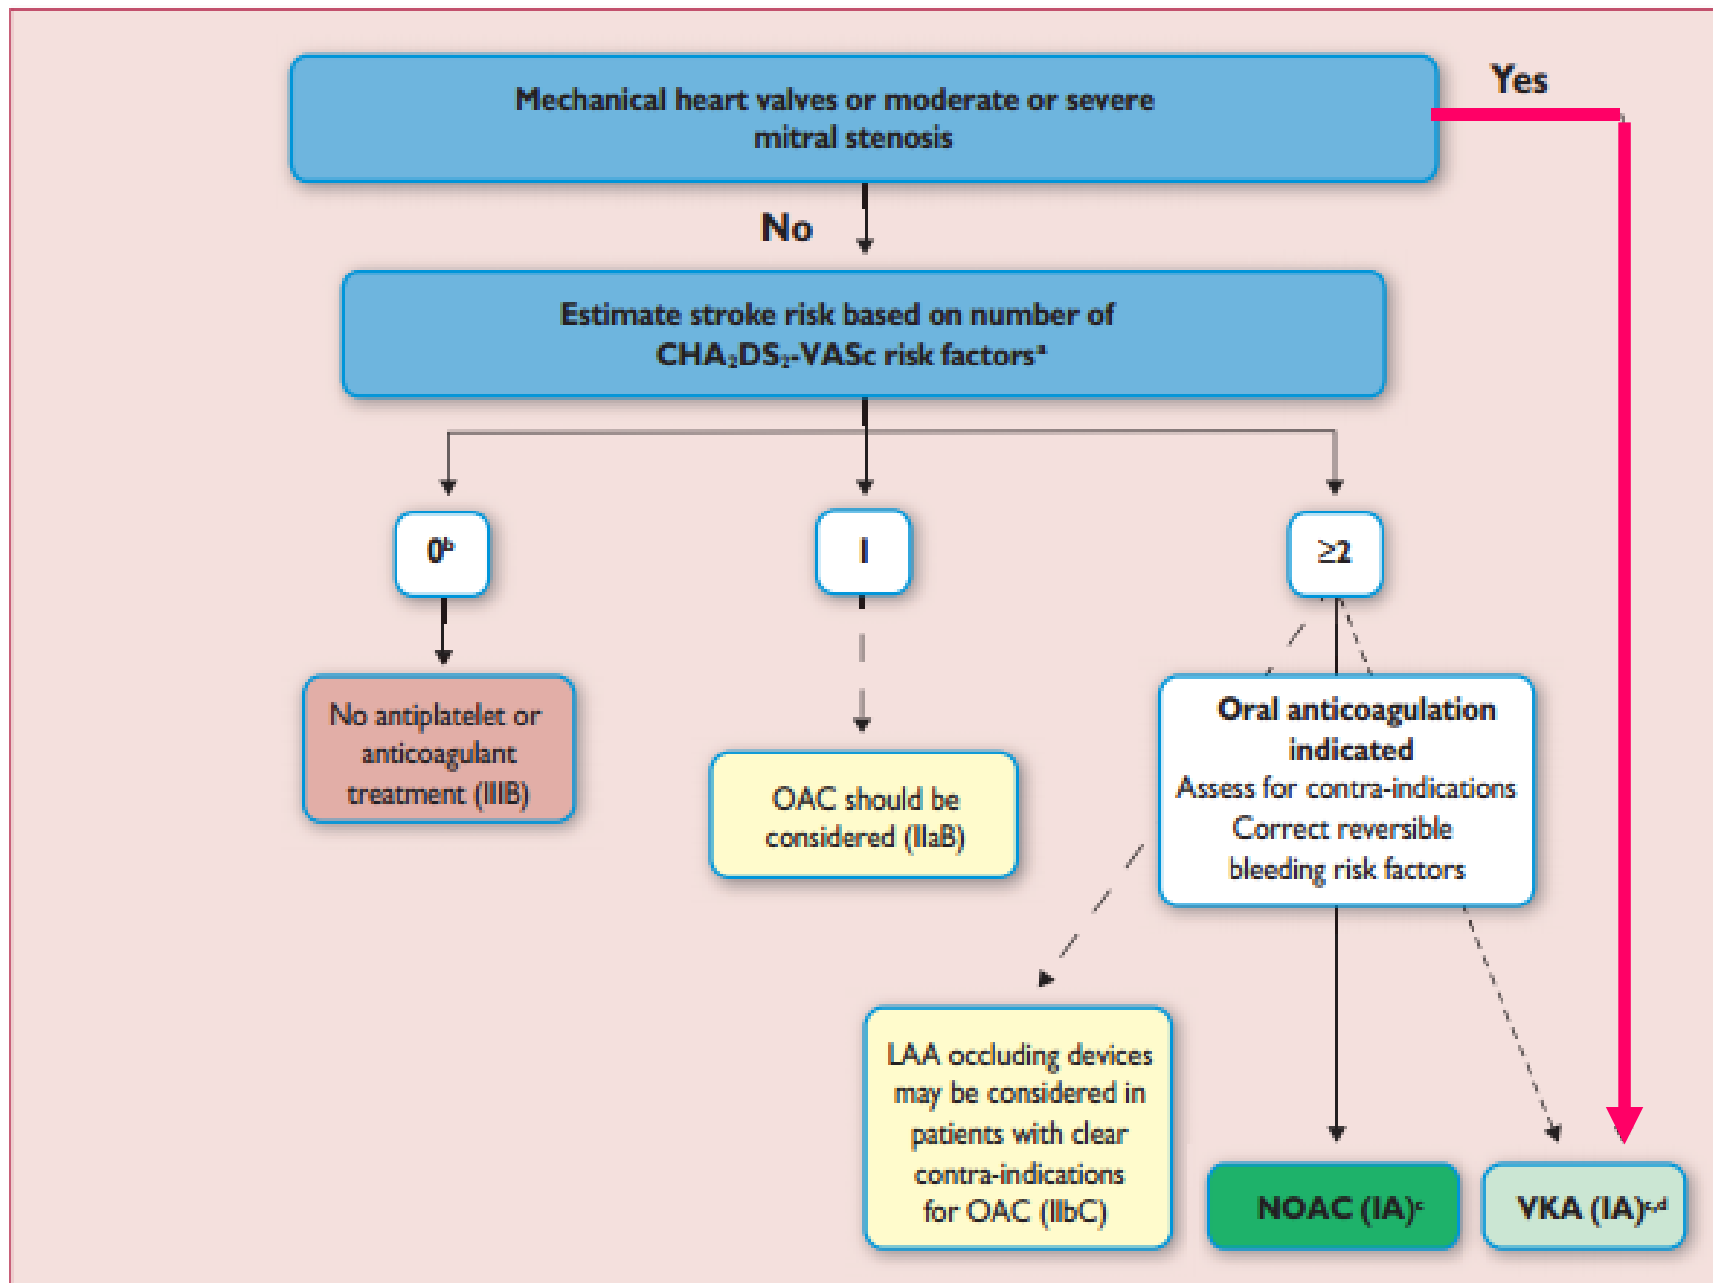 Mechanical heart valves or moderate or severe
mitral stenosis
Yes
No
Estimate stroke risk based on number of
CHA₂DS₂-VASc risk factorsᵃ
0ᵇ
1
≥2
No antiplatelet or
anticoagulant
treatment (IIIB)
OAC should be
considered (IIaB)
Oral anticoagulation
indicated
Assess for contra-indications
Correct reversible
bleeding risk factors
LAA occluding devices
may be considered in
patients with clear
contra-indications
for OAC (IIbC)
NOAC (IA)ᶜ
VKA (IA)ᶜ,ᵈ